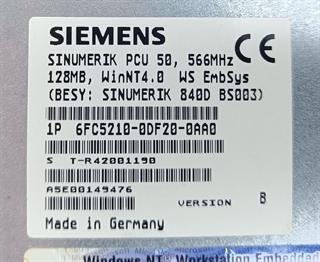 SIEMENS
CE
SINUMERIK PCU 50, 566MHz
128MB, WinNT4.0 WS EmbSys
(BESY: SINUMERIK 840D BS003)
1P 6FC5210-0DF20-0AA0
S T-R42001190
A5E00149476
VERSION B
Made in Germany
Windows NT® Workstation Embedded